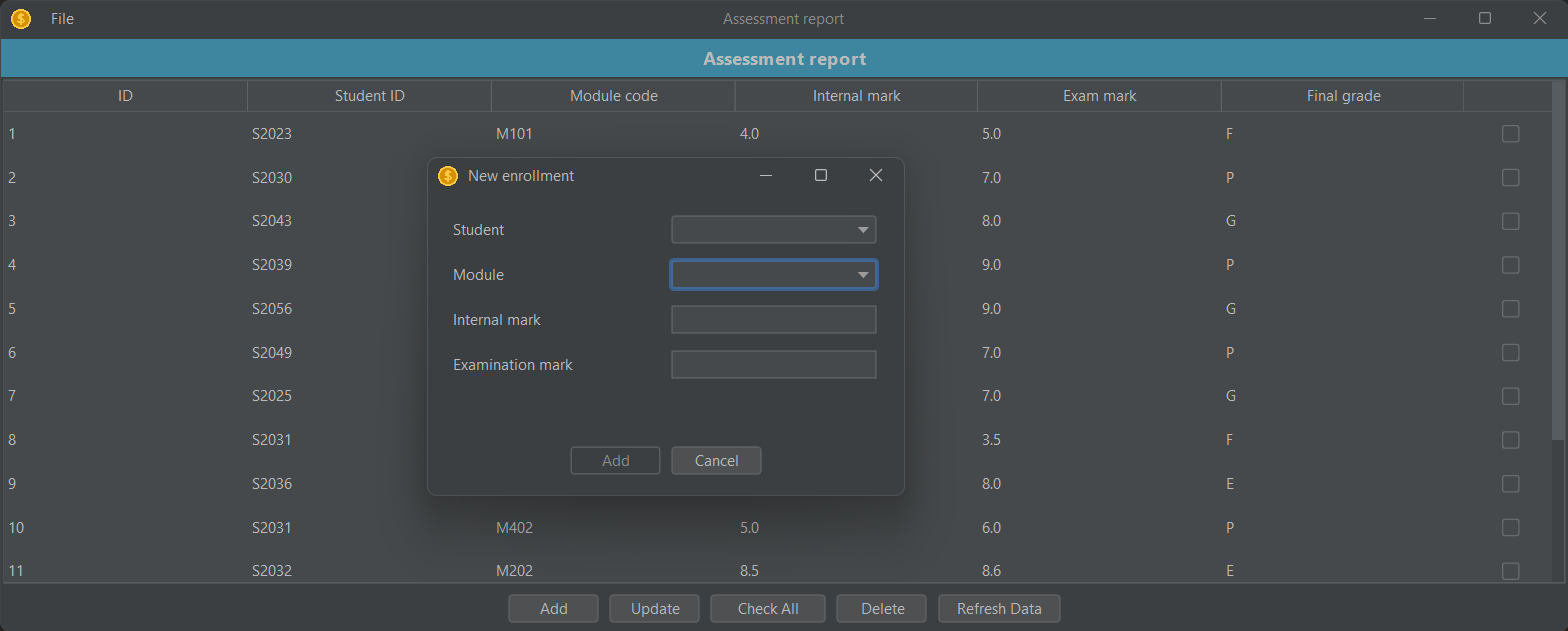 File Assessment report
Assessment report
ID Student ID Module code Internal mark Exam mark Final grade
1 S2023 M101 4.0 5.0 F
New enrollment
2 S2030 7.0 P
3 S2043 8.0 G
Student
4 S2039 9.0 P
Module
5 S2056 9.0 G
Internal mark
6 S2049 7.0 P
Examination mark
7 S2025 7.0 G
8 S2031 3.5 F
Add Cancel
9 S2036 8.0 E
10 S2031 M402 5.0 6.0 P
11 S2032 M202 8.5 8.6 E
Add Update Check All Delete Refresh Data